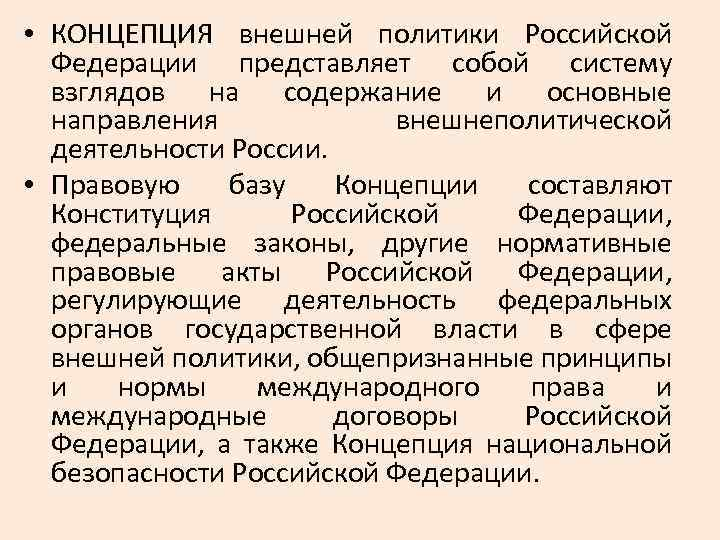 • КОНЦЕПЦИЯ внешней политики Российской
Федерации представляет собой систему
взглядов на содержание и основные
направления внешнеполитической
деятельности России.
• Правовую базу Концепции составляют
Конституция Российской Федерации,
федеральные законы, другие нормативные
правовые акты Российской Федерации,
регулирующие деятельность федеральных
органов государственной власти в сфере
внешней политики, общепризнанные принципы
и нормы международного права и
международные договоры Российской
Федерации, а также Концепция национальной
безопасности Российской Федерации.